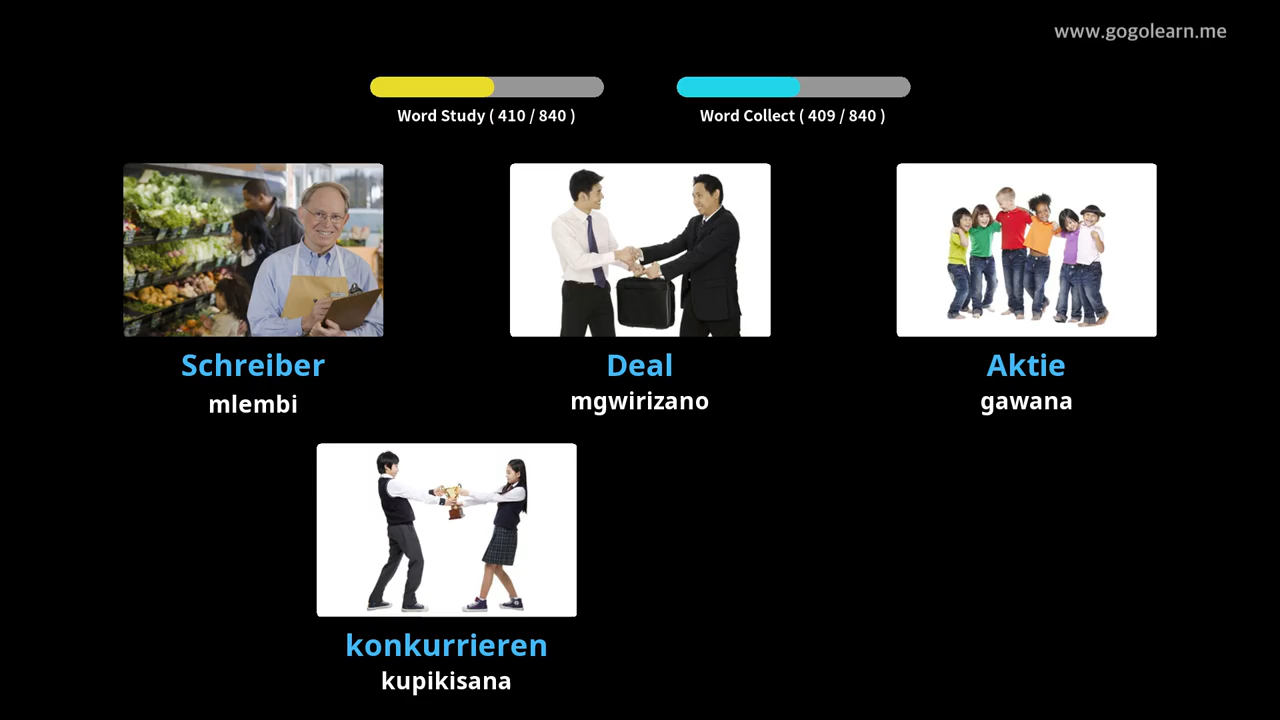 www.gogolearn.me
Word Study ( 410 / 840 )
Word Collect ( 409 / 840 )
Schreiber
mlembi
Deal
mgwirizano
Aktie
gawana
konkurrieren
kupikisana